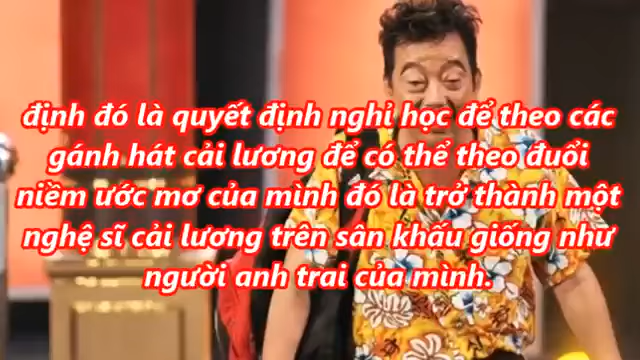 định đó là quyết định nghỉ học để theo các
gánh hát cải lương để có thể theo đuổi
niềm ước mơ của mình đó là trở thành một
nghệ sĩ cải lương trên sân khấu giống như
người anh trai của mình.